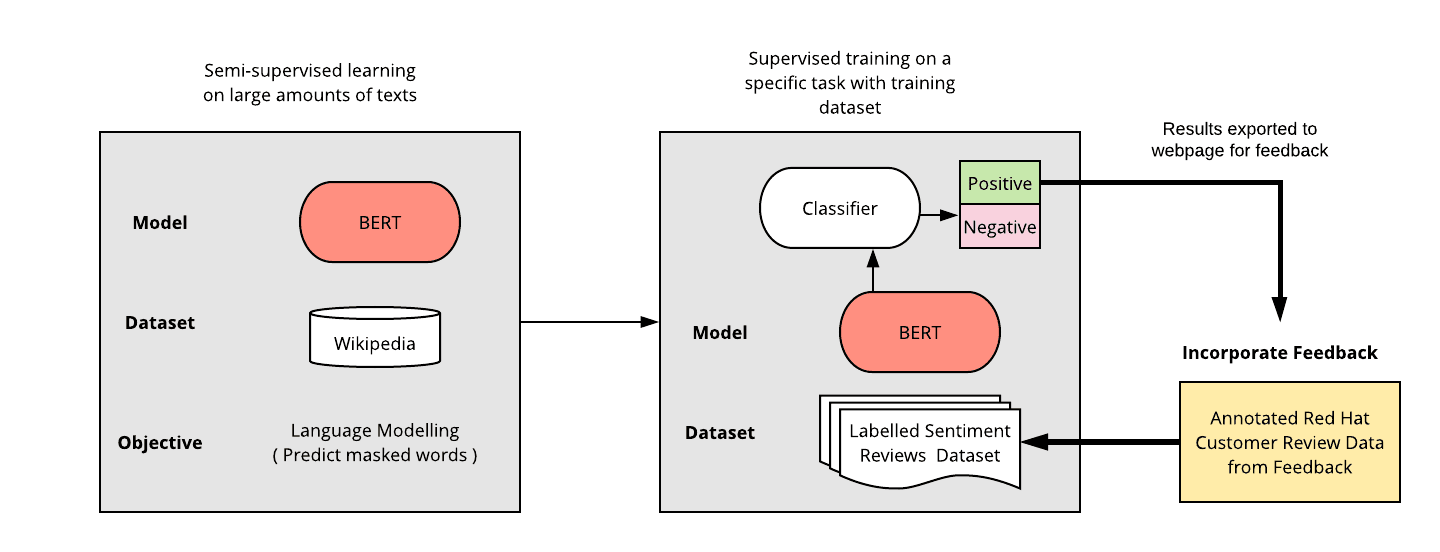 Semi-supervised learning
on large amounts of texts
Model
BERT
Dataset
Wikipedia
Objective
Language Modelling
( Predict masked words )
Supervised training on a
specific task with training
dataset
Classifier
Positive
Negative
Model
BERT
Dataset
Labelled Sentiment
Reviews Dataset
Results exported to
webpage for feedback
Incorporate Feedback
Annotated Red Hat
Customer Review Data
from Feedback